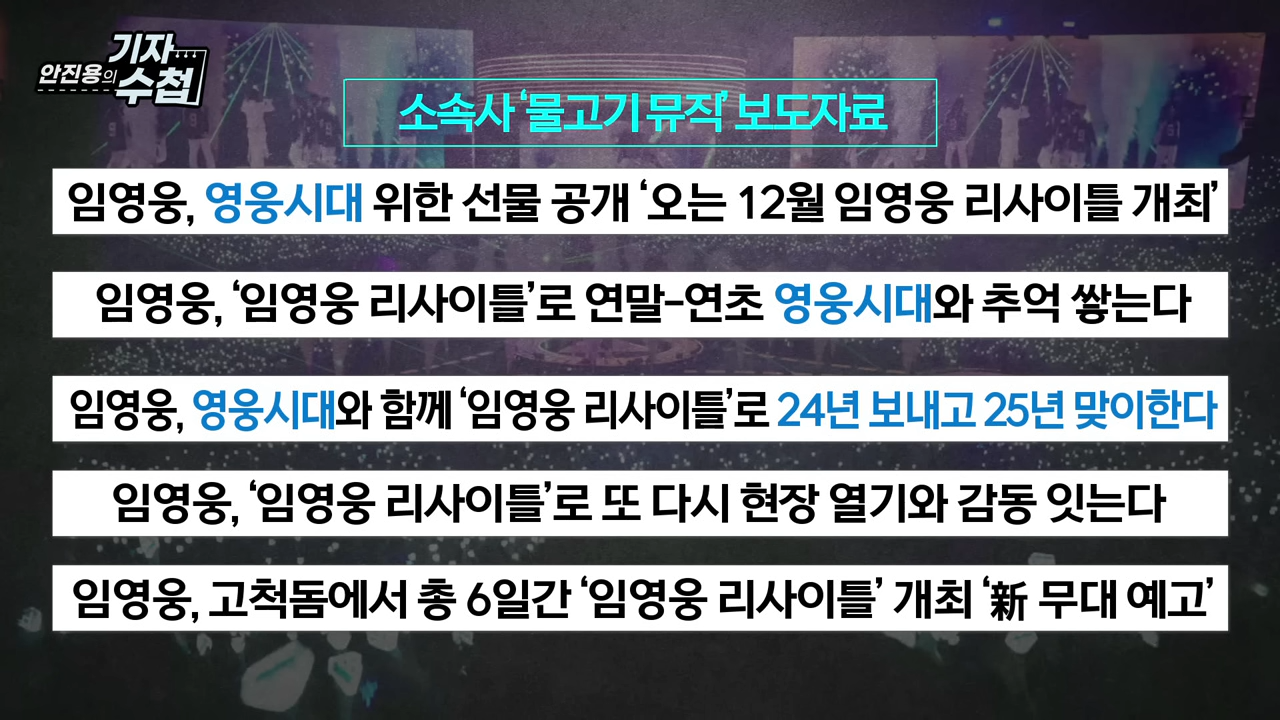 안진용의
기자
수첩
소속사 ‘물고기 뮤직’ 보도자료
임영웅, 영웅시대 위한 선물 공개 ‘오는 12월 임영웅 리사이틀 개최’
임영웅, ‘임영웅 리사이틀’로 연말-연초 영웅시대와 추억 쌓는다
임영웅, 영웅시대와 함께 ‘임영웅 리사이틀’로 24년 보내고 25년 맞이한다
임영웅, ‘임영웅 리사이틀’로 또 다시 현장 열기와 감동 잇는다
임영웅, 고척돔에서 총 6일간 ‘임영웅 리사이틀’ 개최 ‘新 무대 예고’